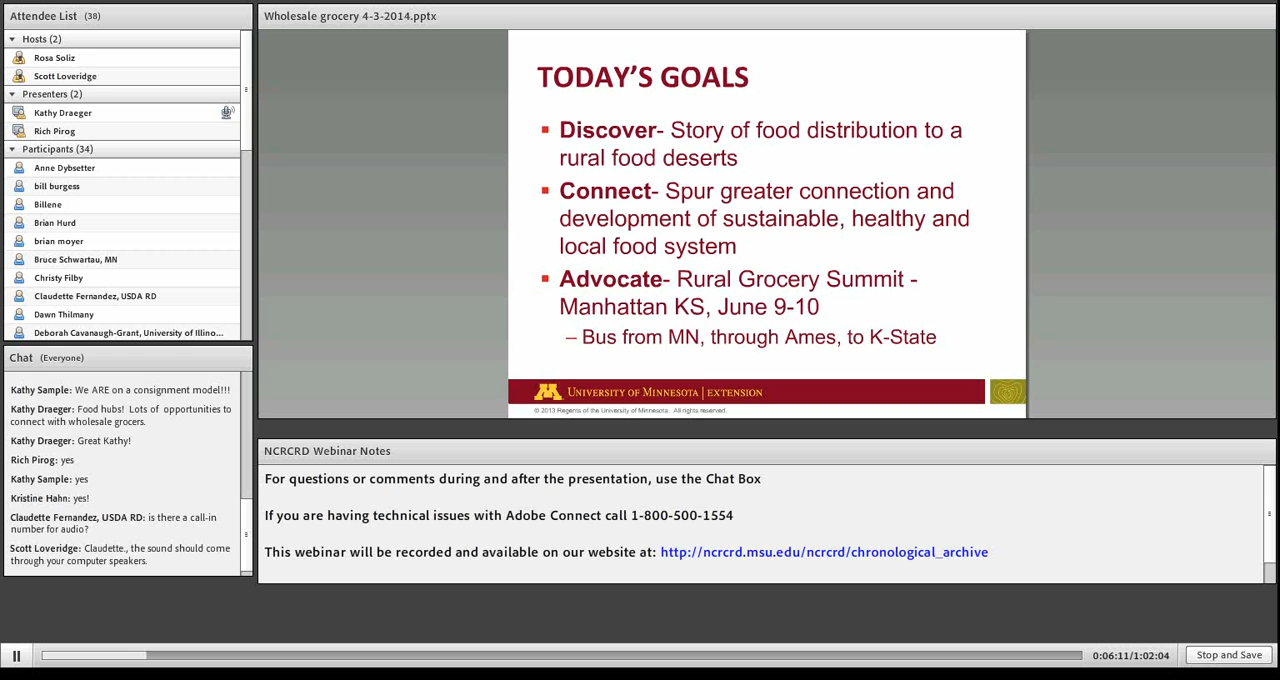 Attendee List (38)
Hosts (2)
Rosa Soliz
Scott Loveridge
Presenters (2)
Kathy Draeger
Rich Pirog
Participants (34)
Anne Dybsetter
bill burgess
Billene
Brian Hurd
brian moyer
Bruce Schwartau, MN
Christy Filby
Claudette Fernandez, USDA RD
Dawn Thilmany
Deborah Cavanaugh-Grant, University of Illino...
Chat (Everyone)
Kathy Sample: We ARE on a consignment model!!!
Kathy Draeger: Food hubs! Lots of opportunities to
connect with wholesale grocers.
Kathy Draeger: Great Kathy!
Rich Pirog: yes
Kathy Sample: yes
Kristine Hahn: yes!
Claudette Fernandez, USDA RD: is there a call-in
number for audio?
Scott Loveridge: Claudette., the sound should come
through your computer speakers.
Wholesale grocery 4-3-2014.pptx
TODAY'S GOALS
▪ Discover- Story of food distribution to a
rural food deserts
▪ Connect- Spur greater connection and
development of sustainable, healthy and
local food system
▪ Advocate- Rural Grocery Summit -
Manhattan KS, June 9-10
– Bus from MN, through Ames, to K-State
M UNIVERSITY OF MINNESOTA | EXTENSION
© 2013 Regents of the University of Minnesota. All rights reserved.
NCRCRD Webinar Notes
For questions or comments during and after the presentation, use the Chat Box
If you are having technical issues with Adobe Connect call 1-800-500-1554
This webinar will be recorded and available on our website at: http://ncrcrd.msu.edu/ncrcrd/chronological_archive
0:06:11/1:02:04
Stop and Save